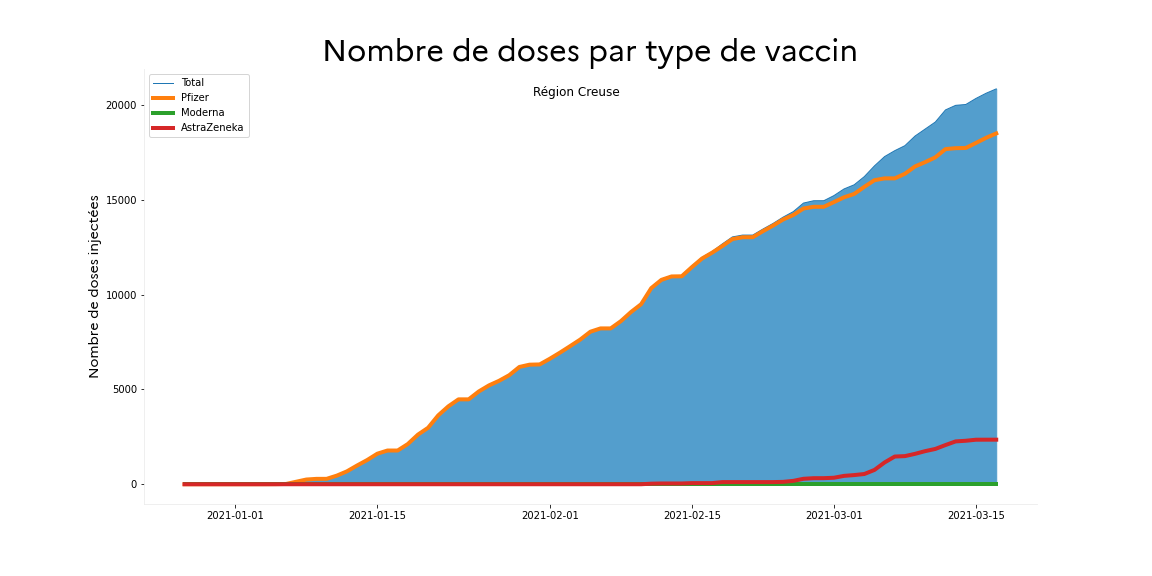 Nombre de doses par type de vaccin
Région Creuse
Total
Pfizer
Moderna
AstraZeneka
Nombre de doses injectées
20000
15000
10000
5000
0
2021-01-01
2021-01-15
2021-02-01
2021-02-15
2021-03-01
2021-03-15